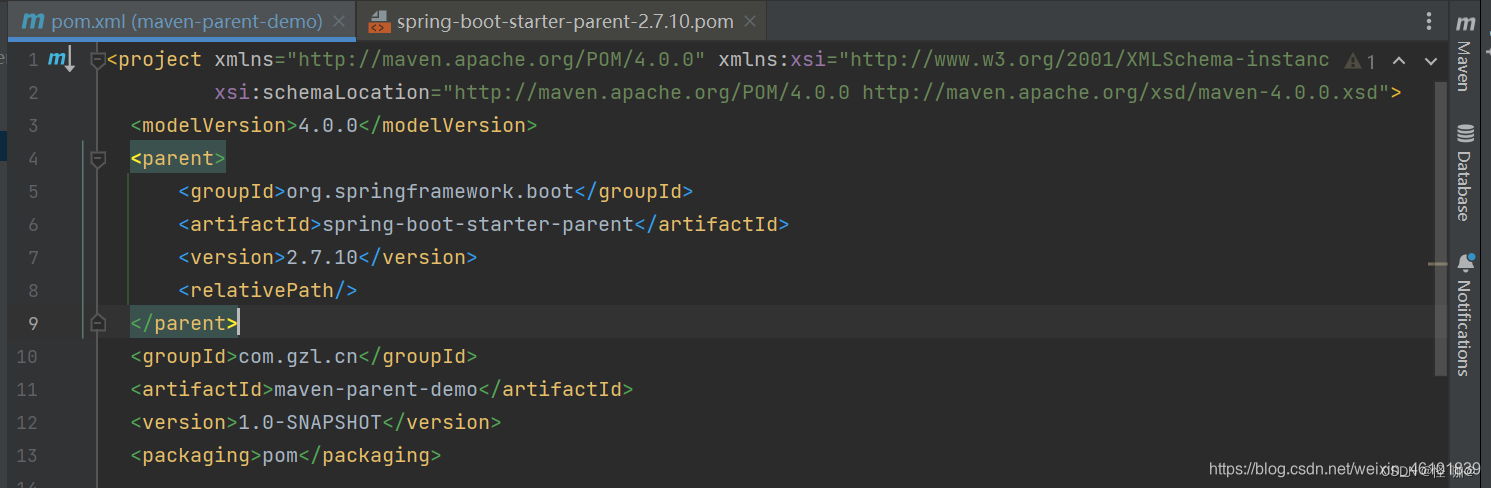 pom.xml (maven-parent-demo)
spring-boot-starter-parent-2.7.10.pom
1 <project xmlns="http://maven.apache.org/POM/4.0.0" xmlns:xsi="http://www.w3.org/2001/XMLSchema-instanc 1
2 xsi:schemaLocation="http://maven.apache.org/POM/4.0.0 http://maven.apache.org/xsd/maven-4.0.0.xsd">
3 <modelVersion>4.0.0</modelVersion>
4 <parent>
5 <groupId>org.springframework.boot</groupId>
6 <artifactId>spring-boot-starter-parent</artifactId>
7 <version>2.7.10</version>
8 <relativePath/>
9 </parent>
10 <groupId>com.gzl.cn</groupId>
11 <artifactId>maven-parent-demo</artifactId>
12 <version>1.0-SNAPSHOT</version>
13 <packaging>pom</packaging>
Maven
Database
Notifications
https://blog.csdn.net/weixin_46101839